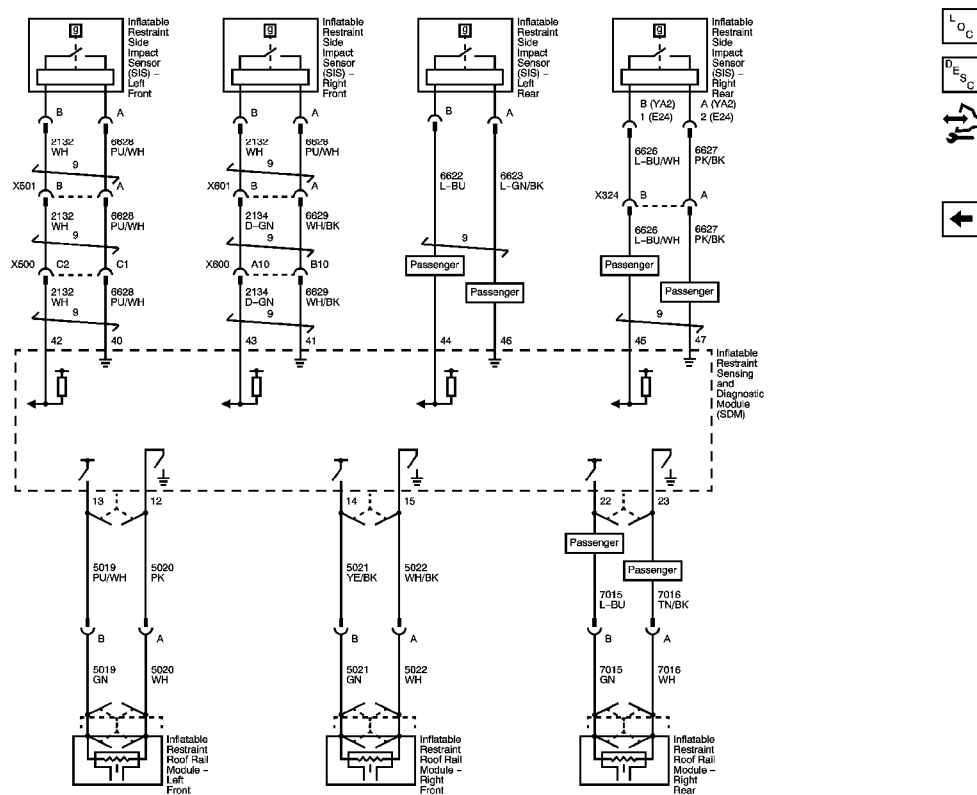 g
Inflatable
Restraint
Side
Impact
Sensor
(SIS) –
Left
Front
g
Inflatable
Restraint
Side
Impact
Sensor
(SIS) –
Right
Front
g
Inflatable
Restraint
Side
Impact
Sensor
(SIS) –
Left
Rear
g
Inflatable
Restraint
Side
Impact
Sensor
(SIS) –
Right
Rear
LOC
DESC
B A B A B A B (YA2) A (YA2)
1 (E24) 2 (E24)
2132 6628 2132 6628 6626 6627
WH PU/WH WH PU/WH L–BU/WH PK/BK
9 9
6622 6623
L–BU L–GN/BK
X501 B A X601 B A X324 B A
2132 6628 2134 6629 6626 6627
WH PU/WH D–GN WH/BK L–BU/WH PK/BK
9 9 9
X500 C2 C1 X600 A10 B10 Passenger Passenger
2132 6628 2134 6629 Passenger Passenger
WH PU/WH D–GN WH/BK
9 9 9
42 40 43 41 44 46 45 47
Inflatable
Restraint
Sensing
and
Diagnostic
Module
(SDM)
13 12 14 15 22 23
Passenger
Passenger
5019 5020 5021 5022
PU/WH PK YE/BK WH/BK
7015 7016
L–BU TN/BK
B A B A B A
5019 5020 5021 5022 7015 7016
GN WH GN WH GN WH
Inflatable
Restraint
Roof Rail
Module –
Left
Front
Inflatable
Restraint
Roof Rail
Module –
Right
Front
Inflatable
Restraint
Roof Rail
Module –
Right
Rear